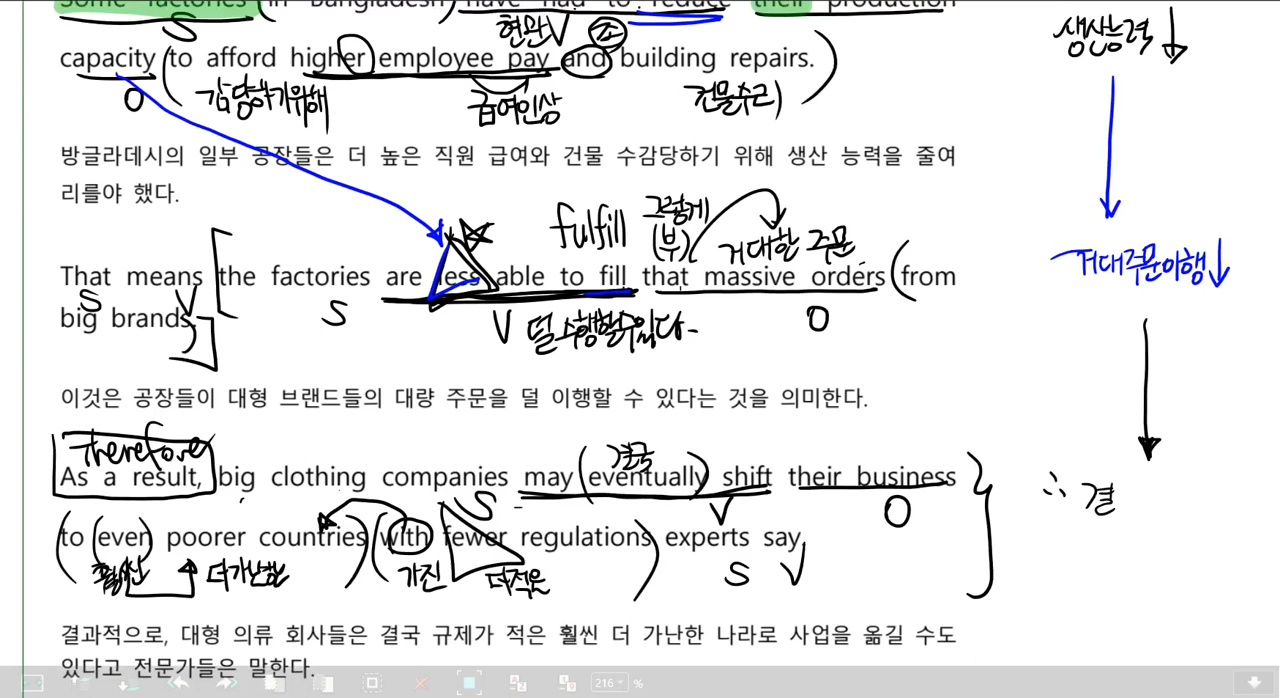 Some factories (in Bangladesh) have had to reduce their production
S
현완V
조
생산능력↓
capacity (to afford higher employee pay and building repairs.)
O
감당하기위해
급여인상
건물수리
방글라데시의 일부 공장들은 더 높은 직원 급여와 건물 수감당하기 위해 생산 능력을 줄여
리를야 했다.
fulfill
그렇게
(부)
거대한 주문
거대주문이행↓
That means the factories are less able to fill that massive orders (from
S
V
S
V 덜 수행할수있다
O
big brands.)
이것은 공장들이 대형 브랜드들의 대량 주문을 덜 이행할 수 있다는 것을 의미한다.
therefore
결국
As a result, big clothing companies may (eventually) shift their business
S
V
O
∴ 결
to (even) poorer countries) (with fewer regulations) experts say.
훨씬
더가난한
가진
더적은
S
V
결과적으로, 대형 의류 회사들은 결국 규제가 적은 훨씬 더 가난한 나라로 사업을 옮길 수도
있다고 전문가들은 말한다.
216
%